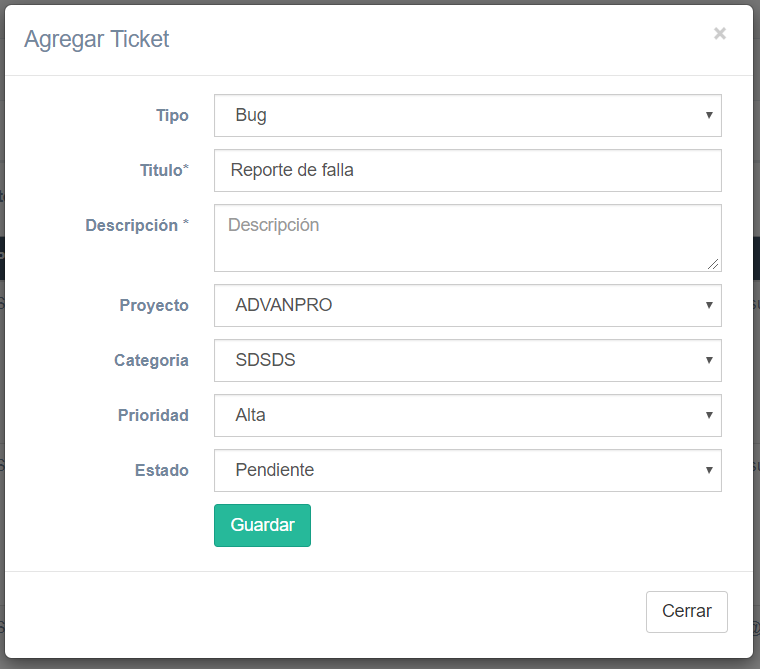 Agregar Ticket ×
Tipo Bug
Titulo* Reporte de falla
Descripción * Descripción
Proyecto ADVANPRO
Categoria SDSDS
Prioridad Alta
Estado Pendiente
Guardar
Cerrar